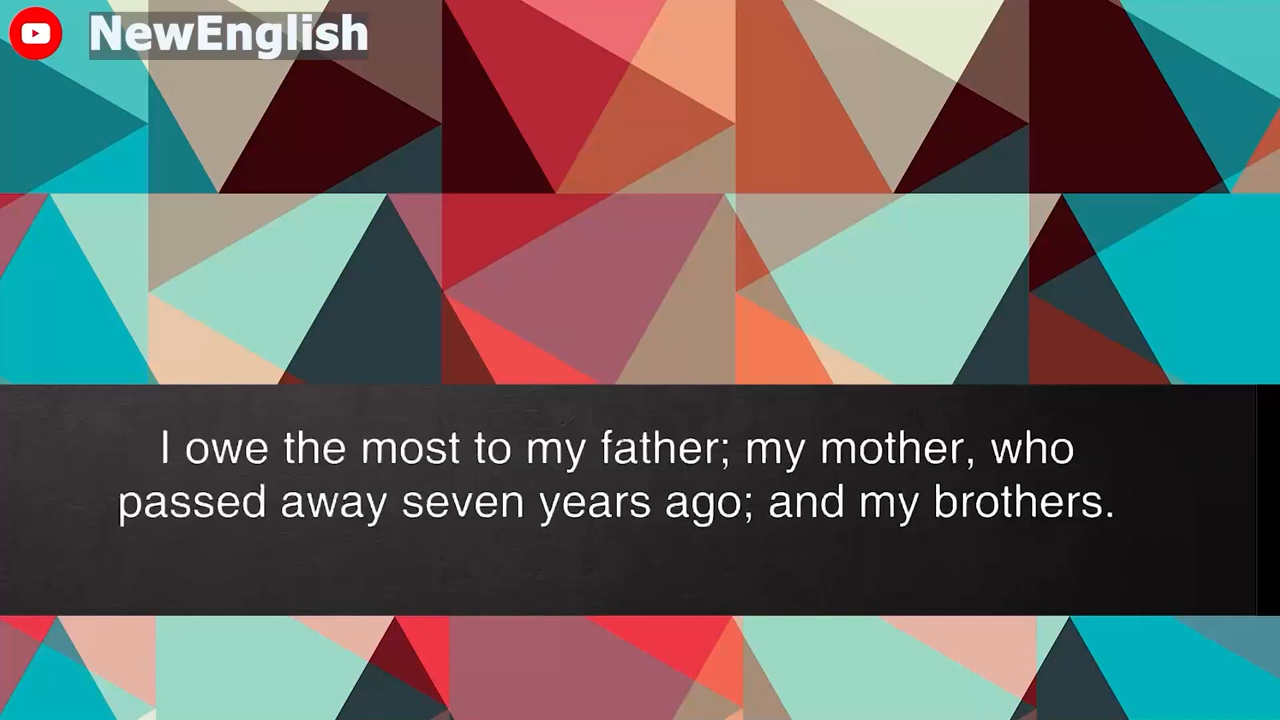 NewEnglish
I owe the most to my father; my mother, who
passed away seven years ago; and my brothers.